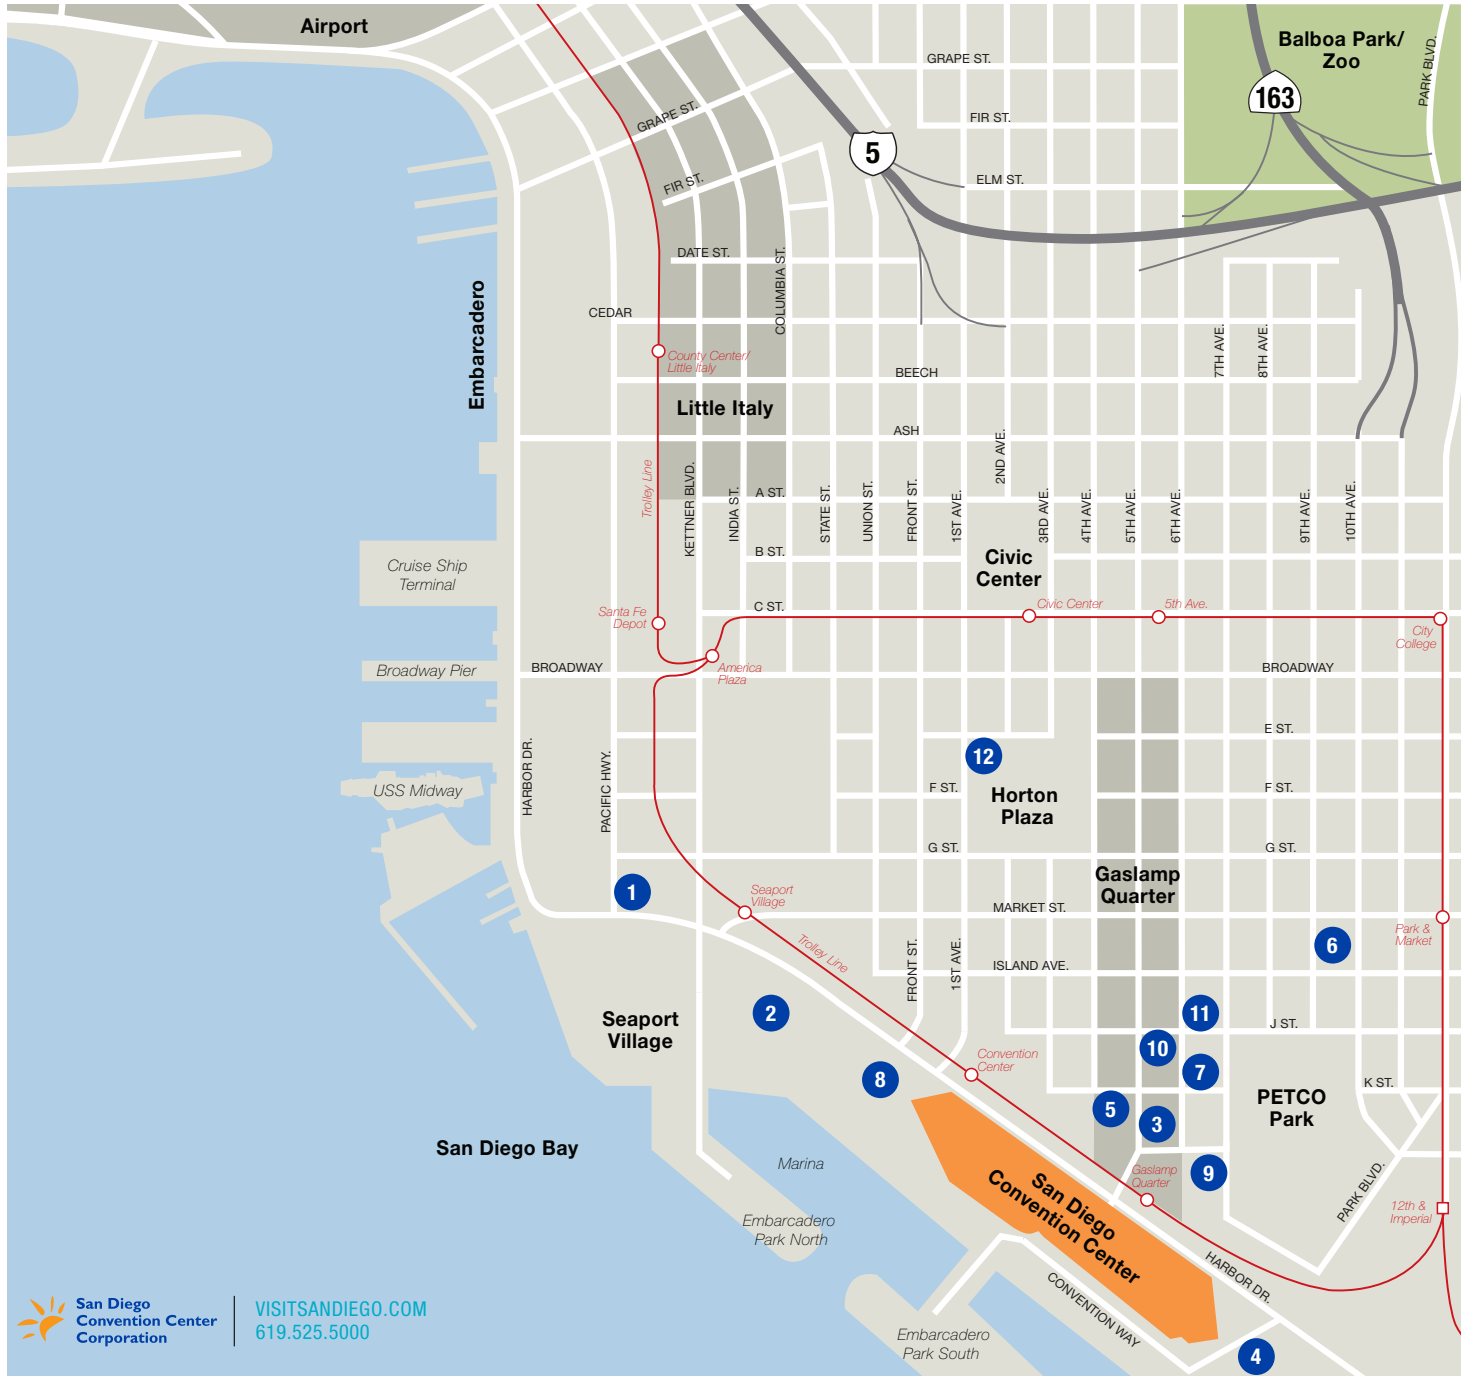 Airport
Balboa Park/
Zoo
PARK BLVD.
163
5
GRAPE ST.
GRAPE ST.
FIR ST.
FIR ST.
ELM ST.
DATE ST.
COLUMBIA ST.
CEDAR
Embarcadero
County Center/
Little Italy
BEECH
7TH AVE.
8TH AVE.
Little Italy
ASH
2ND AVE.
Trolley Line
KETTNER BLVD.
INDIA ST.
A ST.
STATE ST.
UNION ST.
FRONT ST.
1ST AVE.
3RD AVE.
4TH AVE.
5TH AVE.
6TH AVE.
9TH AVE.
10TH AVE.
B ST.
Civic
Center
Cruise Ship
Terminal
C ST.
Santa Fe
Depot
Civic Center
5th Ave.
City
College
BROADWAY
America
Plaza
BROADWAY
Broadway Pier
E ST.
HARBOR DR.
PACIFIC HWY.
12
USS Midway
F ST.
F ST.
Horton
Plaza
G ST.
G ST.
Gaslamp
Quarter
1
Seaport
Village
MARKET ST.
Park &
Market
6
Trolley Line
FRONT ST.
1ST AVE.
ISLAND AVE.
2
11
J ST.
Seaport
Village
10
Convention
Center
8
7
K ST.
5
3
PETCO
Park
San Diego Bay
Marina
Gaslamp
Quarter
9
PARK BLVD.
12th &
Imperial
San Diego
Convention Center
Embarcadero
Park North
HARBOR DR.
CONVENTION WAY
Embarcadero
Park South
4
San Diego
Convention Center
Corporation
VISITSANDIEGO.COM
619.525.5000